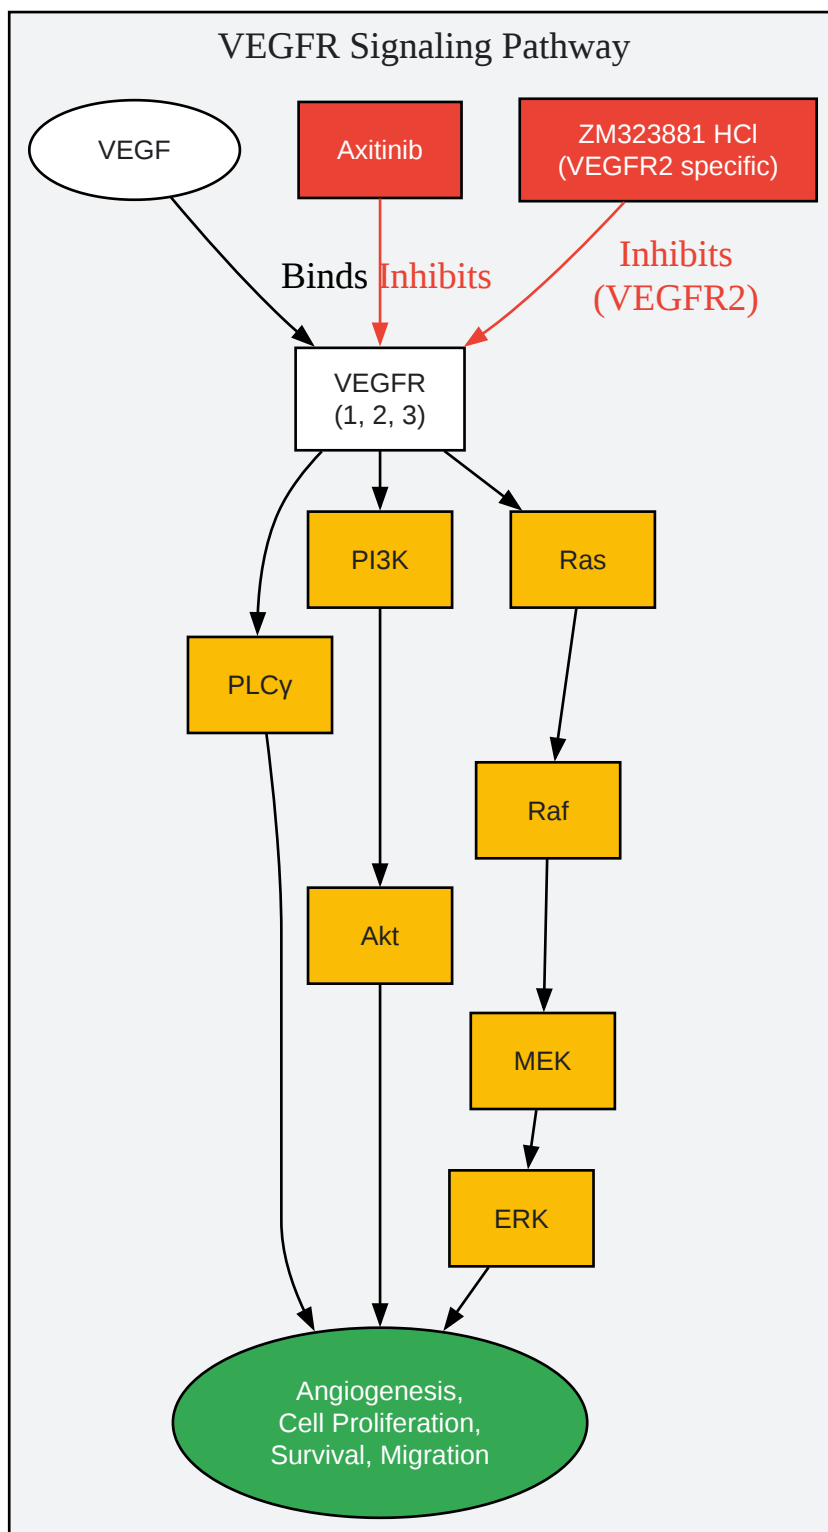 VEGFR Signaling Pathway
VEGF
Axitinib
ZM323881 HCl
(VEGFR2 specific)
Binds
Inhibits
Inhibits
(VEGFR2)
VEGFR
(1, 2, 3)
PI3K
Ras
PLCγ
Raf
Akt
MEK
ERK
Angiogenesis,
Cell Proliferation,
Survival, Migration